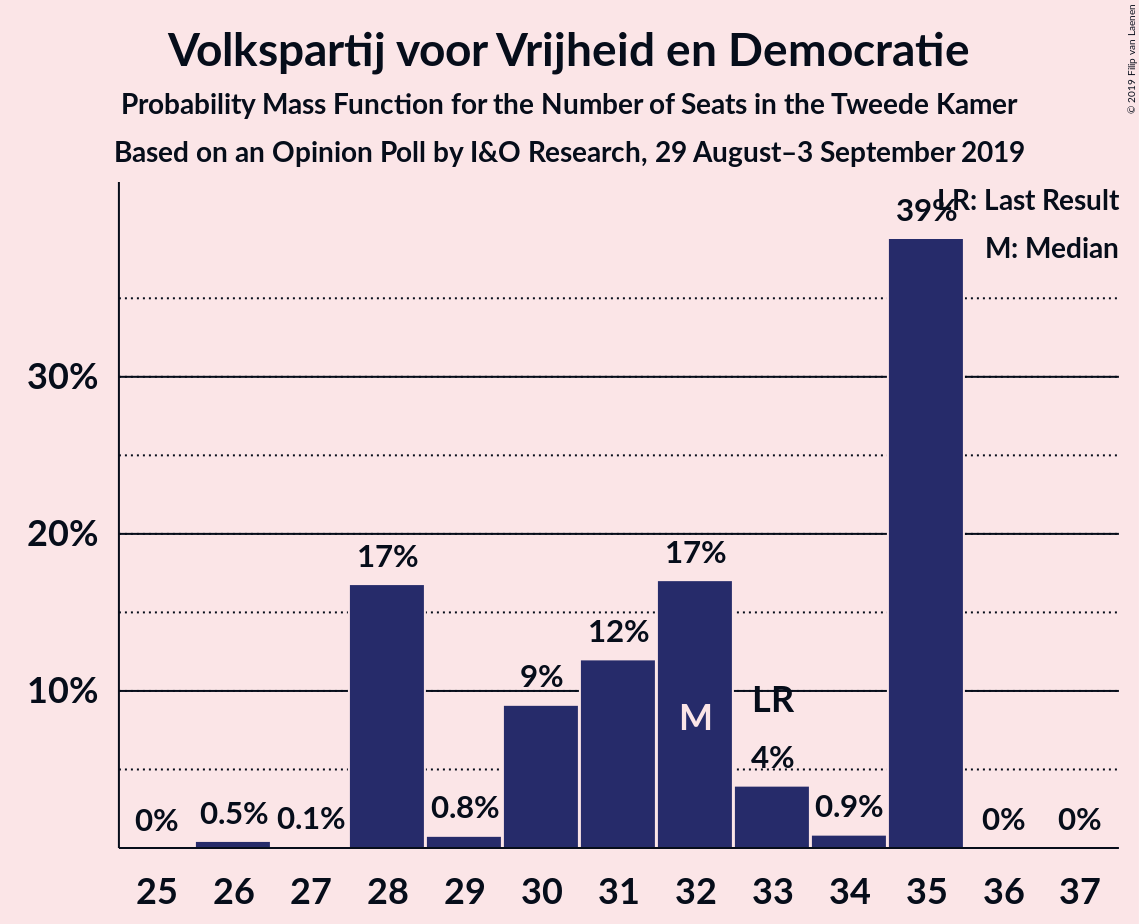 Volkspartij voor Vrijheid en Democratie
Probability Mass Function for the Number of Seats in the Tweede Kamer
Based on an Opinion Poll by I&O Research, 29 August–3 September 2019
© 2019 Filip van Laenen
LR: Last Result
M: Median
39%
30%
20%
10%
17%
17%
12%
9%
M
LR
4%
0%
0.5%
0.1%
0.8%
0.9%
0%
0%
25 26 27 28 29 30 31 32 33 34 35 36 37